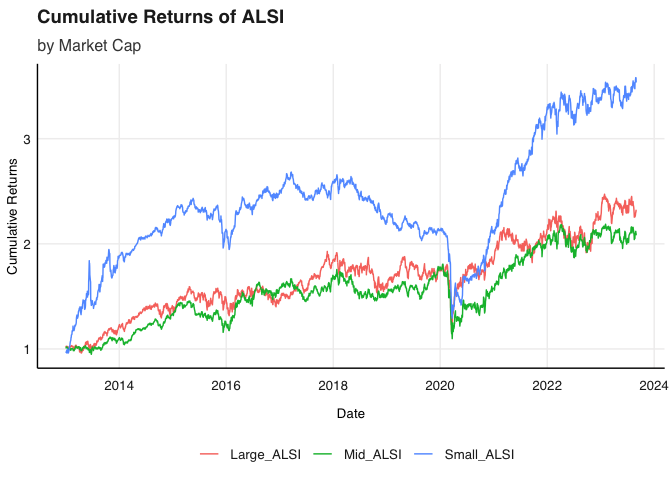 Cumulative Returns of ALSI
by Market Cap
Cumulative Returns
3
2
1
2014 2016 2018 2020 2022 2024
Date
Large_ALSI Mid_ALSI Small_ALSI